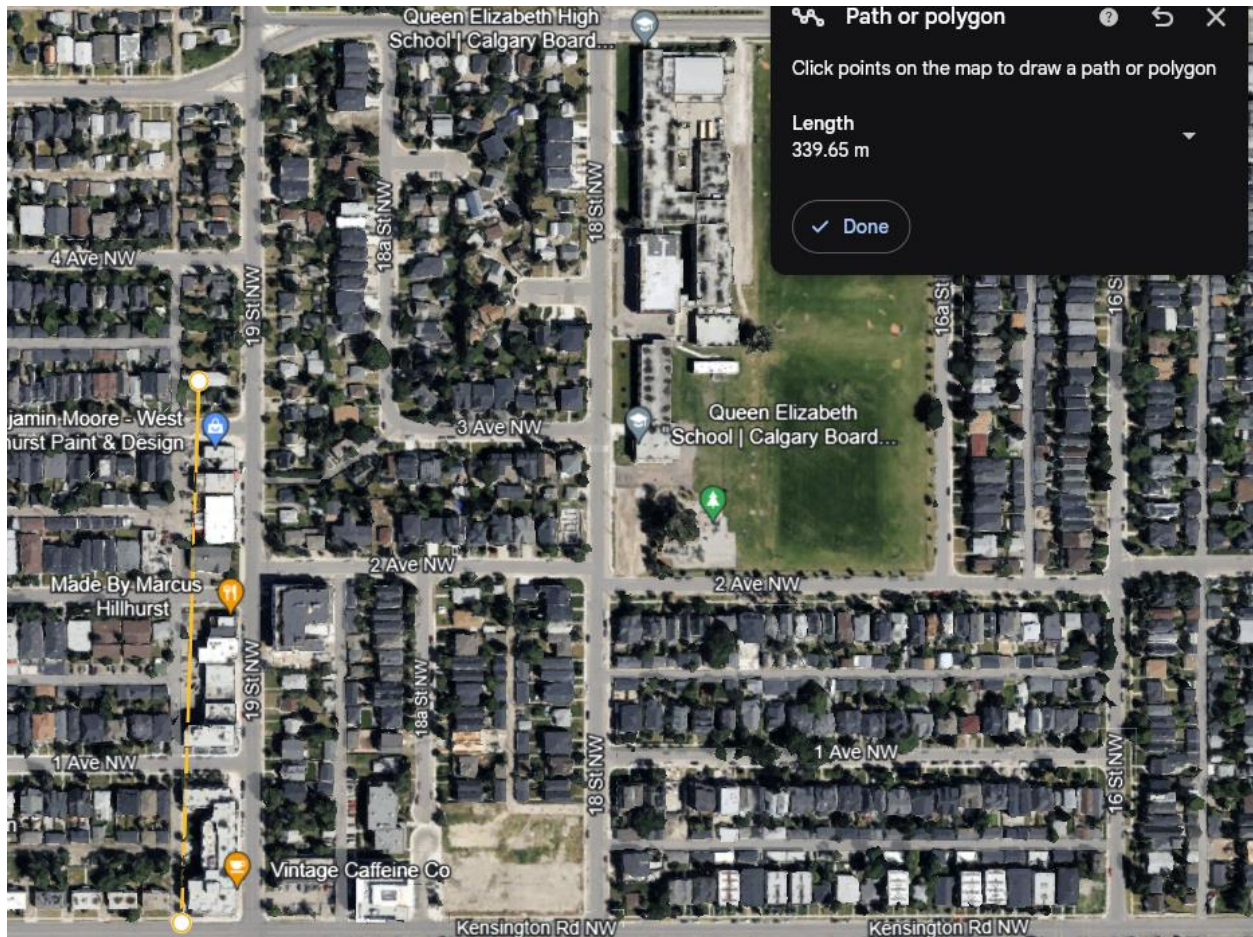 Queen Elizabeth High
School | Calgary Board...
Path or polygon
Click points on the map to draw a path or polygon
Length
339.65 m
Done
18 St NW
18a St NW
4 Ave NW
19 St NW
16a St
16 S
jamin Moore - West
hurst Paint & Design
3 Ave NW
Queen Elizabeth
School | Calgary Board...
2 Ave NW
2 Ave NW
Made By Marcus
- Hillhurst
19 St NW
18a St NW
1 Ave NW
1 Ave NW
18 St NW
16 St NW
Vintage Caffeine Co
Kensington Rd NW
Kensington Rd NW